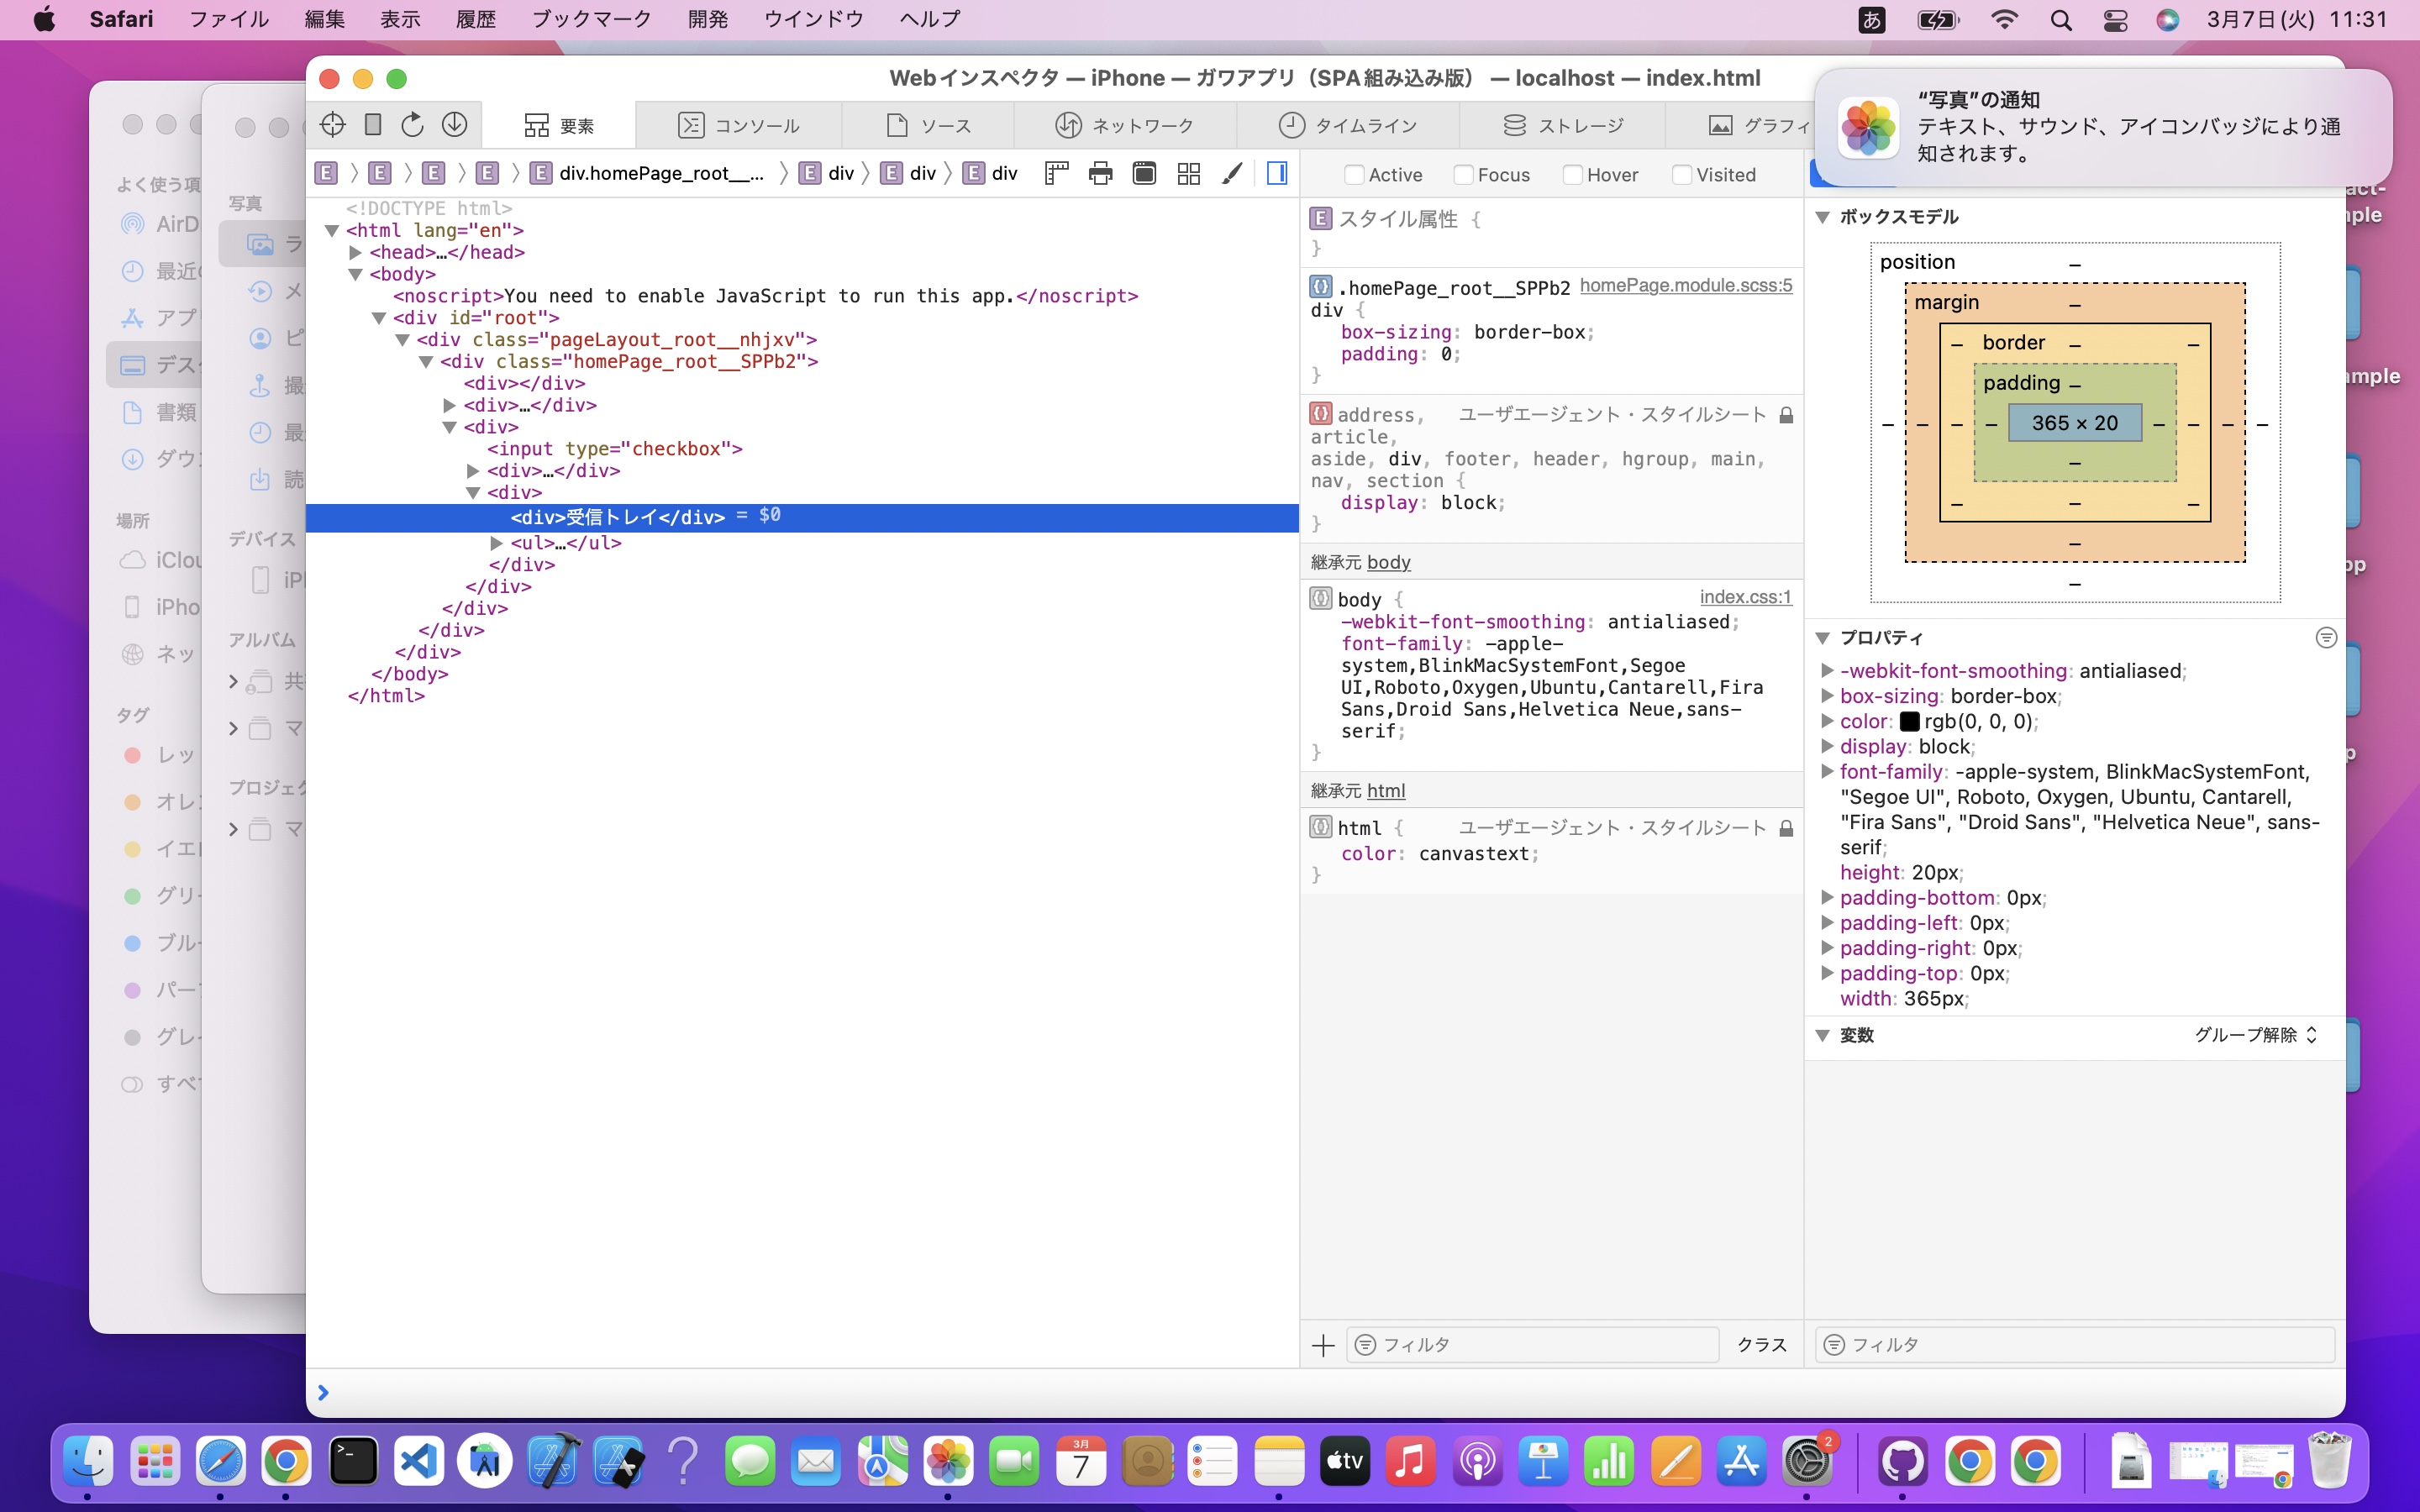 Safari ファイル 編集 表示 履歴 ブックマーク 開発 ウインドウ ヘルプ
あ 3月7日(火) 11:31
Webインスペクタ — iPhone — ガワアプリ（SPA組み込み版） — localhost — index.html
“写真”の通知
テキスト、サウンド、アイコンバッジにより通
知されます。
要素 コンソール ソース ネットワーク タイムライン ストレージ グラフィ
E E E E E div.homePage_root__... E div E div E div
Active Focus Hover Visited
<!DOCTYPE html>
<html lang="en">
<head>…</head>
<body>
<noscript>You need to enable JavaScript to run this app.</noscript>
<div id="root">
<div class="pageLayout_root__nhjxv">
<div class="homePage_root__SPPb2">
<div></div>
<div>…</div>
<div>
<input type="checkbox">
<div>…</div>
<div>
<div>受信トレイ</div> = $0
<ul>…</ul>
</div>
</div>
</div>
</div>
</div>
</body>
</html>
E スタイル属性 {
}
.homePage_root__SPPb2 homePage.module.scss:5
div {
box-sizing: border-box;
padding: 0;
}
address, ユーザエージェント・スタイルシート
article,
aside, div, footer, header, hgroup, main,
nav, section {
display: block;
}
継承元 body
body { index.css:1
-webkit-font-smoothing: antialiased;
font-family: -apple-
system,BlinkMacSystemFont,Segoe
UI,Roboto,Oxygen,Ubuntu,Cantarell,Fira
Sans,Droid Sans,Helvetica Neue,sans-
serif;
}
継承元 html
html { ユーザエージェント・スタイルシート
color: canvastext;
}
フィルタ クラス
ボックスモデル
position –
margin –
– border – –
padding –
– – – – 365 × 20 – – – –
–
– – –
–
–
プロパティ
-webkit-font-smoothing: antialiased;
box-sizing: border-box;
color: rgb(0, 0, 0);
display: block;
font-family: -apple-system, BlinkMacSystemFont,
"Segoe UI", Roboto, Oxygen, Ubuntu, Cantarell,
"Fira Sans", "Droid Sans", "Helvetica Neue", sans-
serif;
height: 20px;
padding-bottom: 0px;
padding-left: 0px;
padding-right: 0px;
padding-top: 0px;
width: 365px;
変数 グループ解除
フィルタ
よく使う項
AirD
最近
アプ
デスク
書類
ダウ
場所
iClou
iPho
ネッ
タグ
レッ
オレ
イエ
グリ
ブル
パー
グレ
すべ
写真
ラ
メ
ピ
撮
最
読
デバイス
iPh
アルバム
共
マ
プロジェク
マ
act-
nple
ample
pp
p
3月
7
tv
2